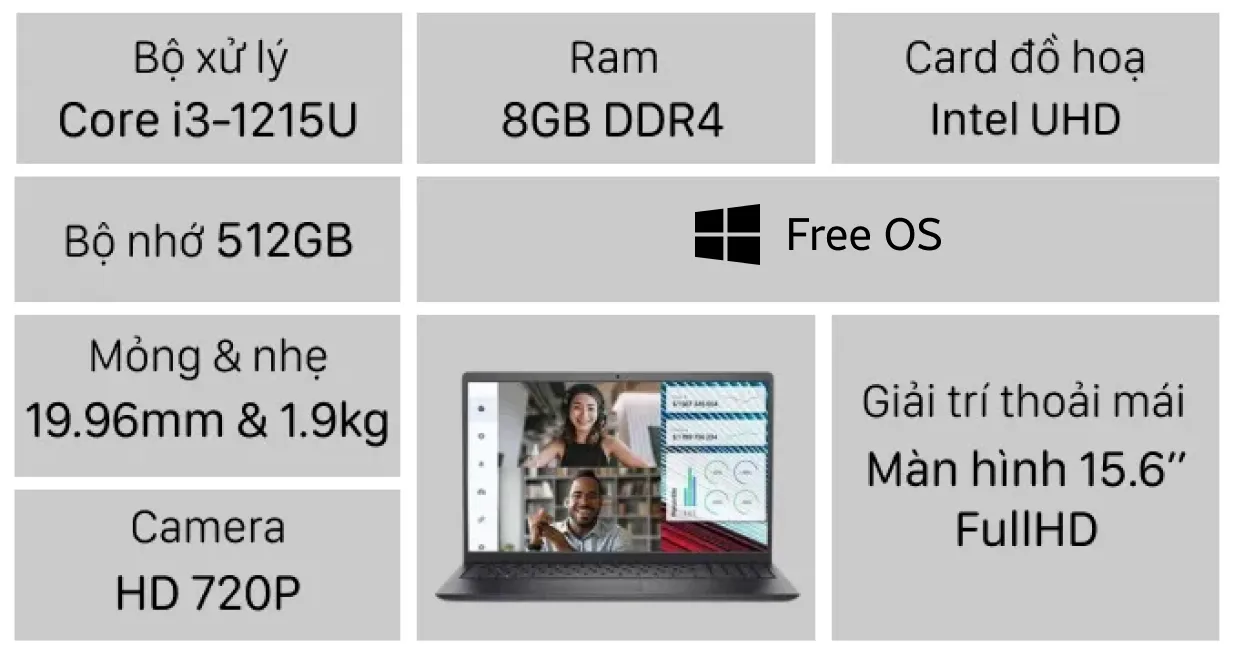 Bộ xử lý
Core i3-1215U
Ram
8GB DDR4
Card đồ hoạ
Intel UHD
Bộ nhớ 512GB
Free OS
Mỏng & nhẹ
19.96mm & 1.9kg
Camera
HD 720P
Giải trí thoải mái
Màn hình 15.6”
FullHD